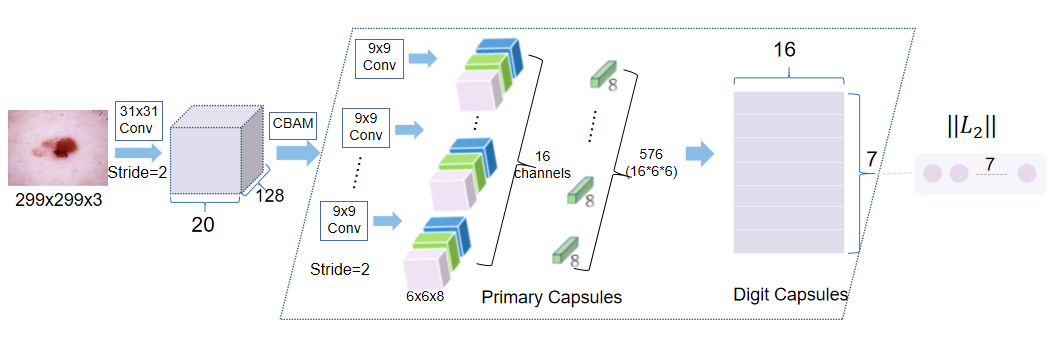 299x299x3
31x31
Conv
Stride=2
20
128
CBAM
9x9
Conv
9x9
Conv
9x9
Conv
Stride=2
6x6x8
16
channels
Primary Capsules
8
8
8
576
(16*6*6)
16
7
Digit Capsules
||L₂||
7